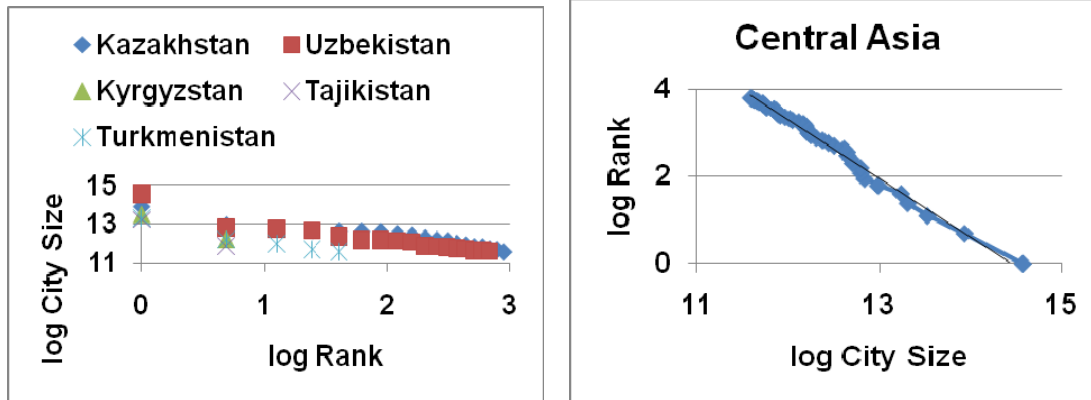 Kazakhstan Uzbekistan
Kyrgyzstan Tajikistan
Turkmenistan
15
13
11
0 1 2 3
log City Size
log Rank
Central Asia
4
2
0
11 13 15
log Rank
log City Size